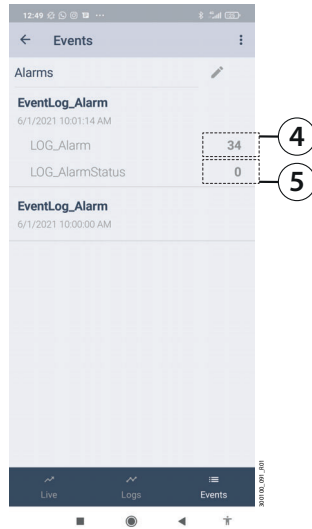 12:49
Events
Alarms
EventLog_Alarm
6/1/2021 10:01:14 AM
LOG_Alarm 34
4
LOG_AlarmStatus 0
5
EventLog_Alarm
6/1/2021 10:00:00 AM
Live Logs Events
300100_091_R01